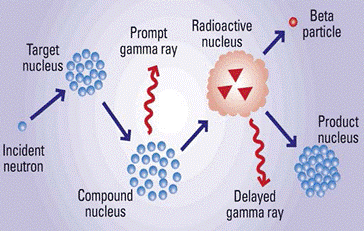 Target
nucleus
Prompt
gamma ray
Radioactive
nucleus
Beta
particle
Incident
neutron
Compound
nucleus
Delayed
gamma ray
Product
nucleus